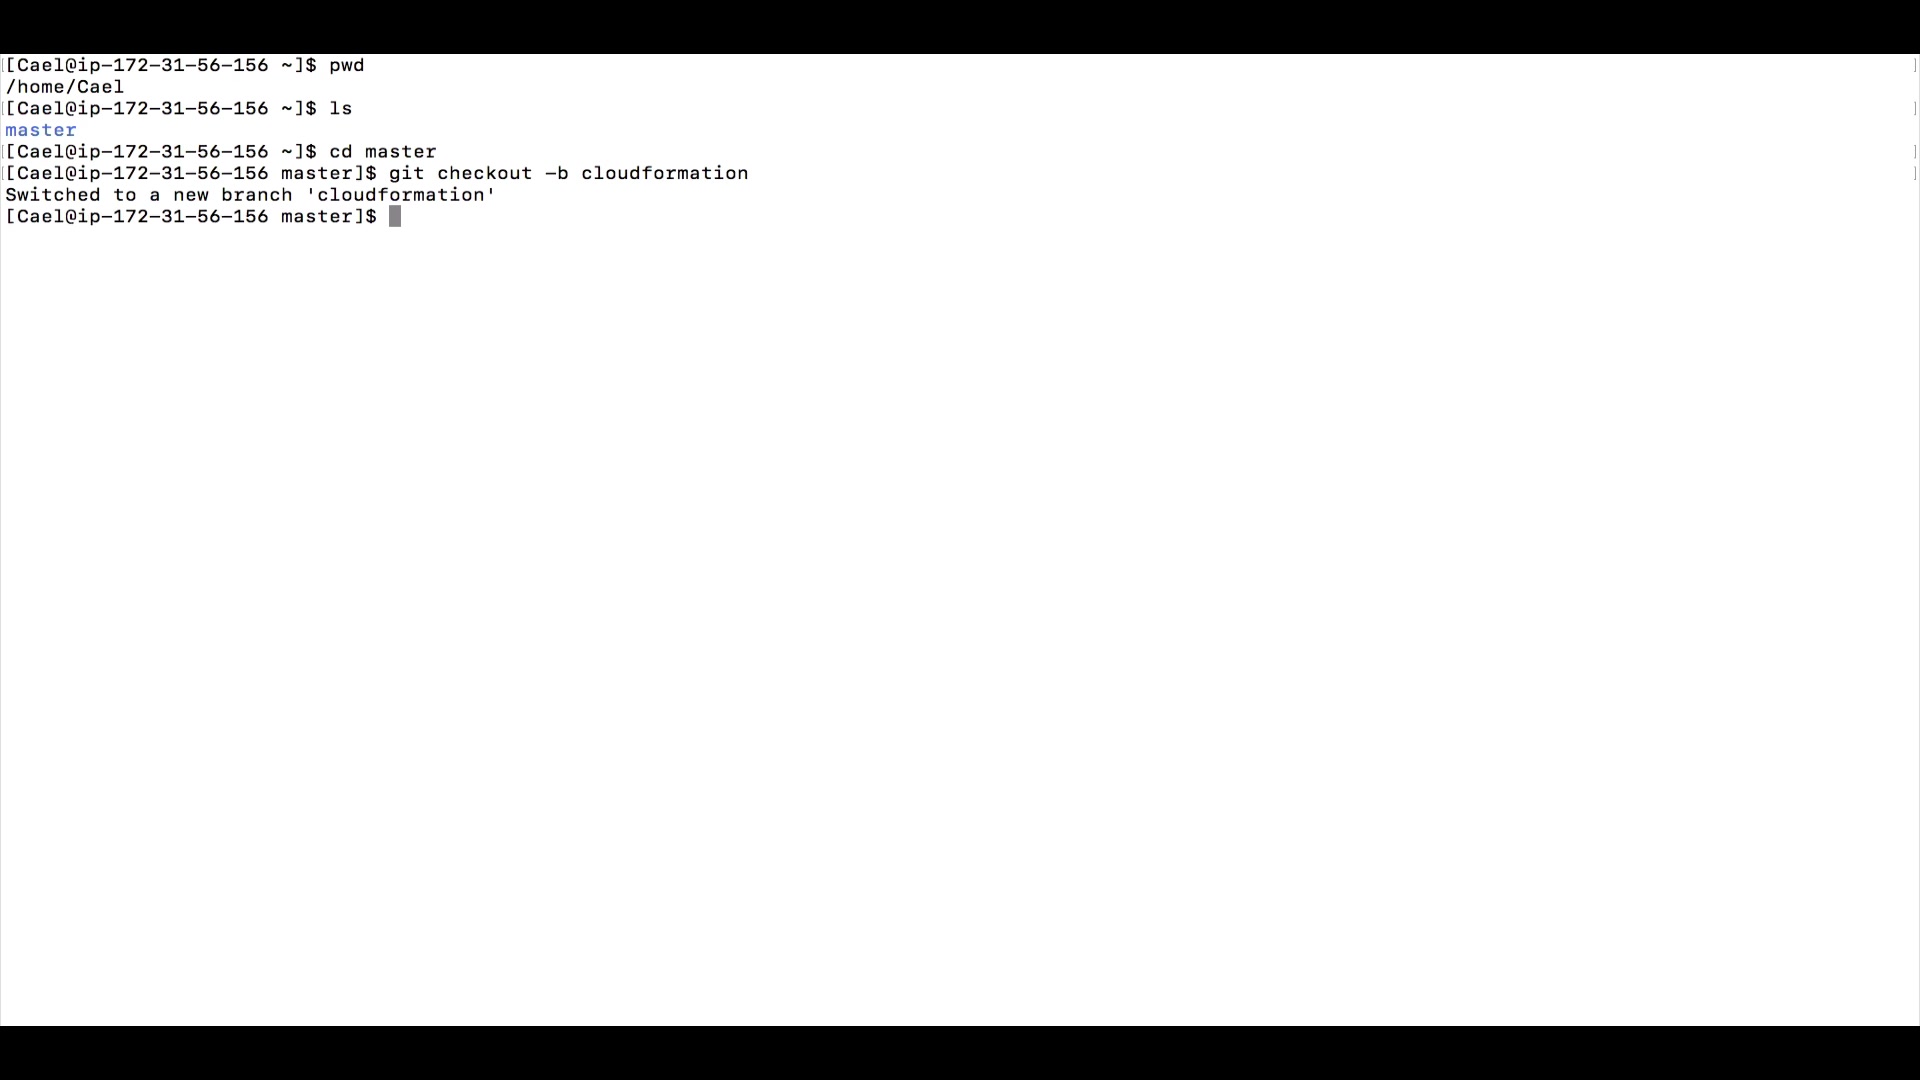 [Cael@ip-172-31-56-156 ~]$ pwd
/home/Cael
[Cael@ip-172-31-56-156 ~]$ ls
master
[Cael@ip-172-31-56-156 ~]$ cd master
[Cael@ip-172-31-56-156 master]$ git checkout -b cloudformation
Switched to a new branch 'cloudformation'
[Cael@ip-172-31-56-156 master]$